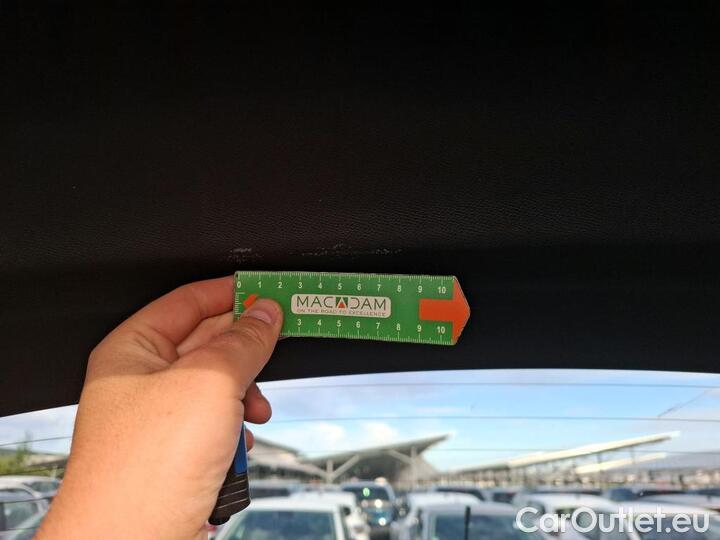 0 1 2 3 4 5 6 7 8 9 10
MACADAM
ON THE ROAD TO EXCELLENCE
3 4 5 6 7 8 9 10
CarOutlet.eu